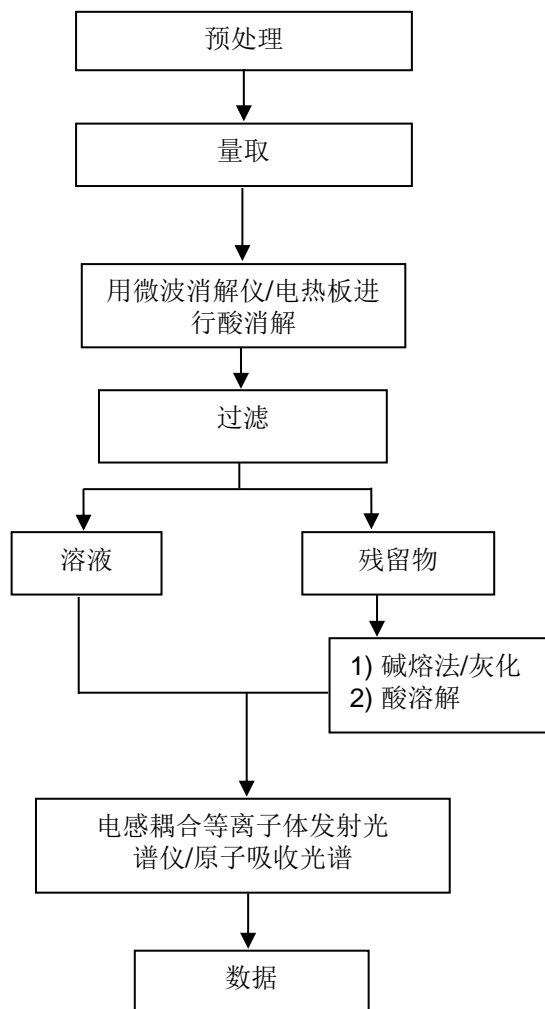 预处理
量取
用微波消解仪/电热板进
行酸消解
过滤
溶液
残留物
1) 碱熔法/灰化
2) 酸溶解
电感耦合等离子体发射光
谱仪/原子吸收光谱
数据